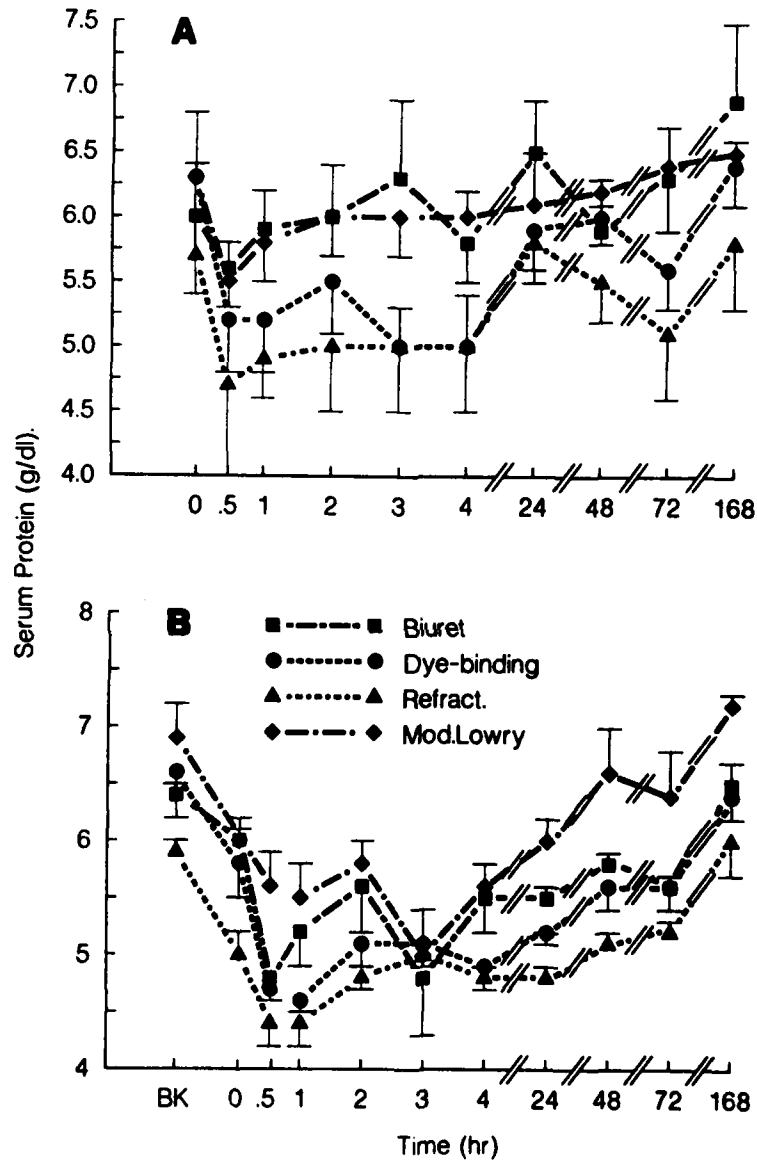 A
7.5
7.0
6.5
6.0
5.5
5.0
4.5
4.0
0 .5 1 2 3 4 24 48 72 168
Serum Protein (g/dl).
B
8
7
6
5
4
Biuret
Dye-binding
Refract.
Mod.Lowry
BK 0 .5 1 2 3 4 24 48 72 168
Time (hr)